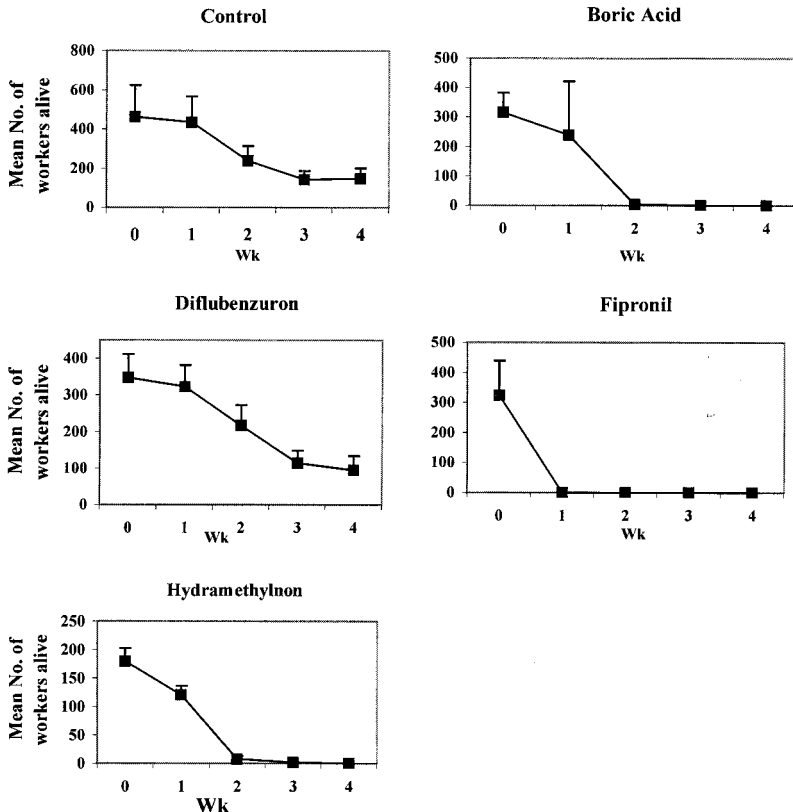 Control
Mean No. of
workers alive
800
600
400
200
0
0 1 2 3 4
Wk
Boric Acid
500
400
300
200
100
0
0 1 2 3 4
Wk
Diflubenzuron
Mean No. of
workers alive
400
300
200
100
0
0 1 2 3 4
Wk
Fipronil
500
400
300
200
100
0
0 1 2 3 4
Wk
Hydramethylnon
Mean No. of
workers alive
250
200
150
100
50
0
0 1 2 3 4
Wk